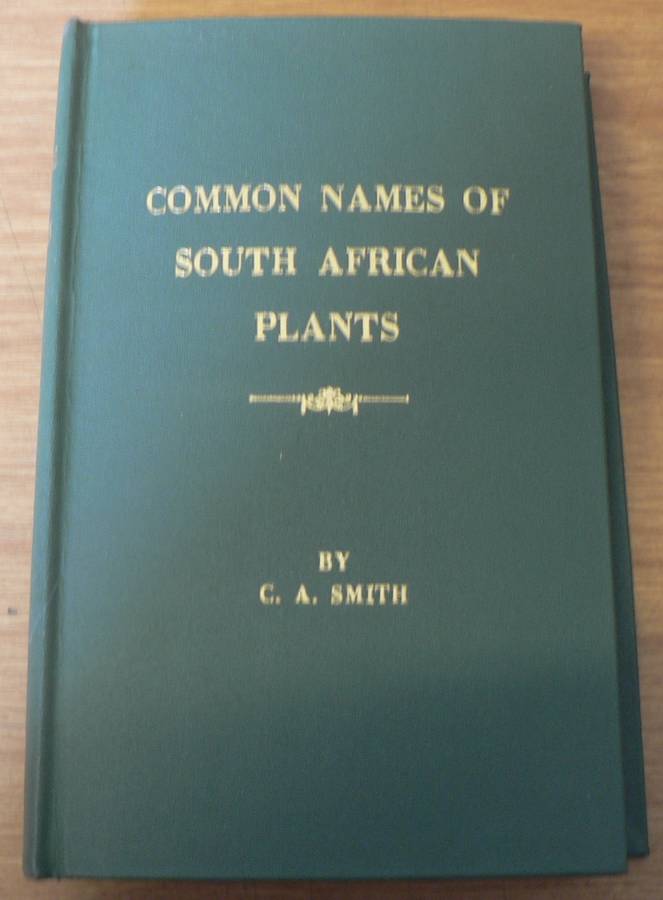 COMMON NAMES OF
SOUTH AFRICAN
PLANTS
BY
C. A. SMITH